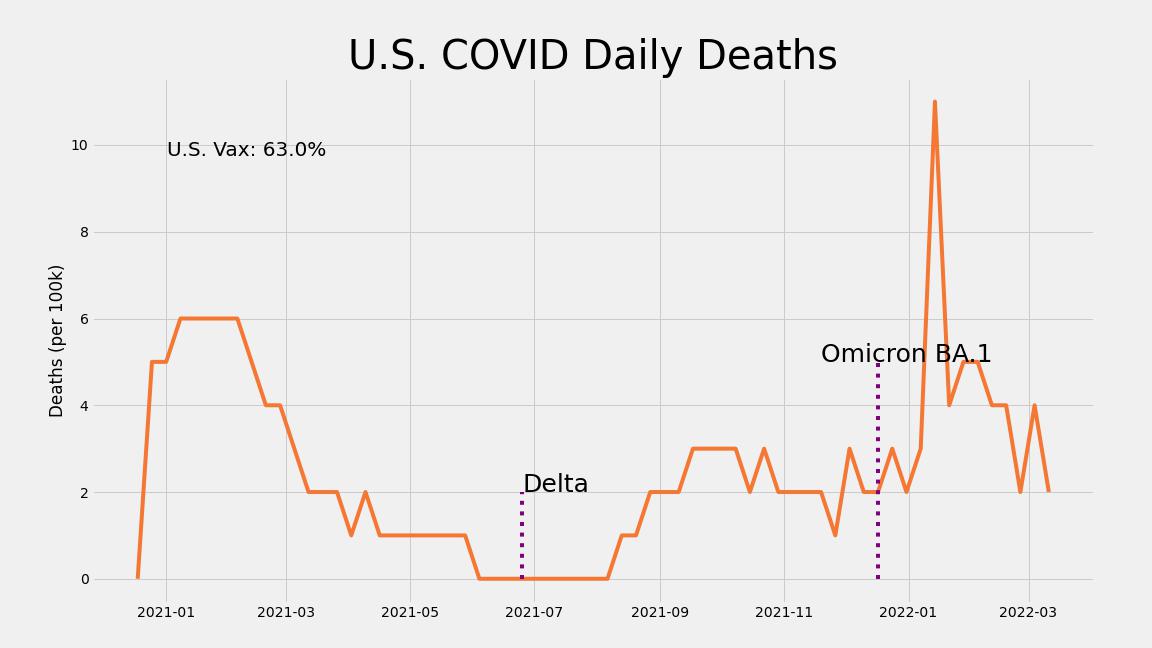 U.S. COVID Daily Deaths
U.S. Vax: 63.0%
Deaths (per 100k)
10
8
6
4
2
0
Omicron BA.1
Delta
2021-01
2021-03
2021-05
2021-07
2021-09
2021-11
2022-01
2022-03